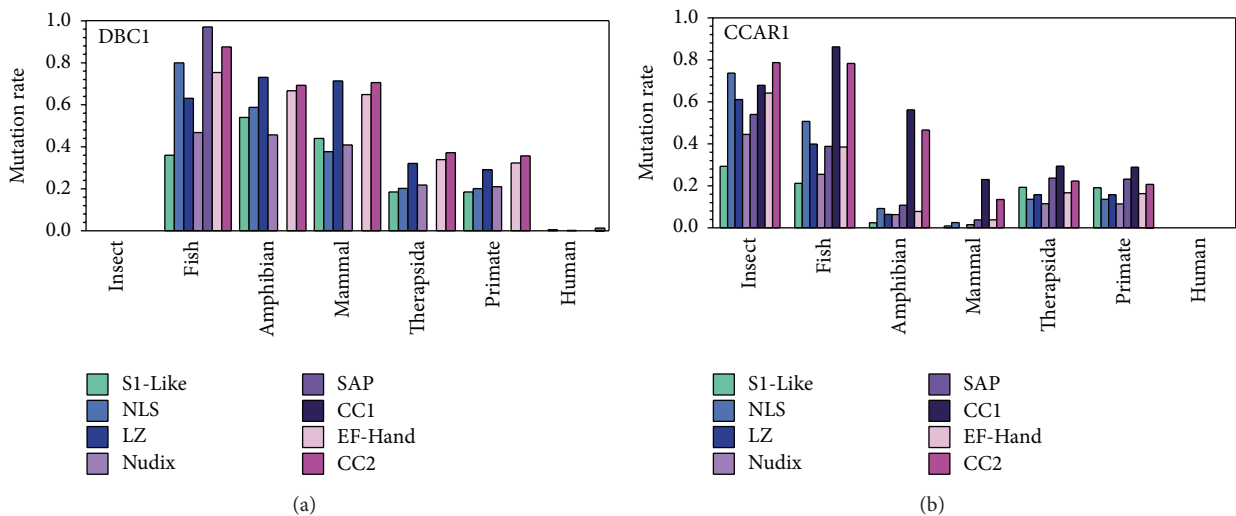 DBC1
Mutation rate
1.0
0.8
0.6
0.4
0.2
0.0
Insect
Fish
Amphibian
Mammal
Therapsida
Primate
Human
S1-Like
NLS
LZ
Nudix
SAP
CC1
EF-Hand
CC2
(a)
CCAR1
Mutation rate
1.0
0.8
0.6
0.4
0.2
0.0
Insect
Fish
Amphibian
Mammal
Therapsida
Primate
Human
S1-Like
NLS
LZ
Nudix
SAP
CC1
EF-Hand
CC2
(b)